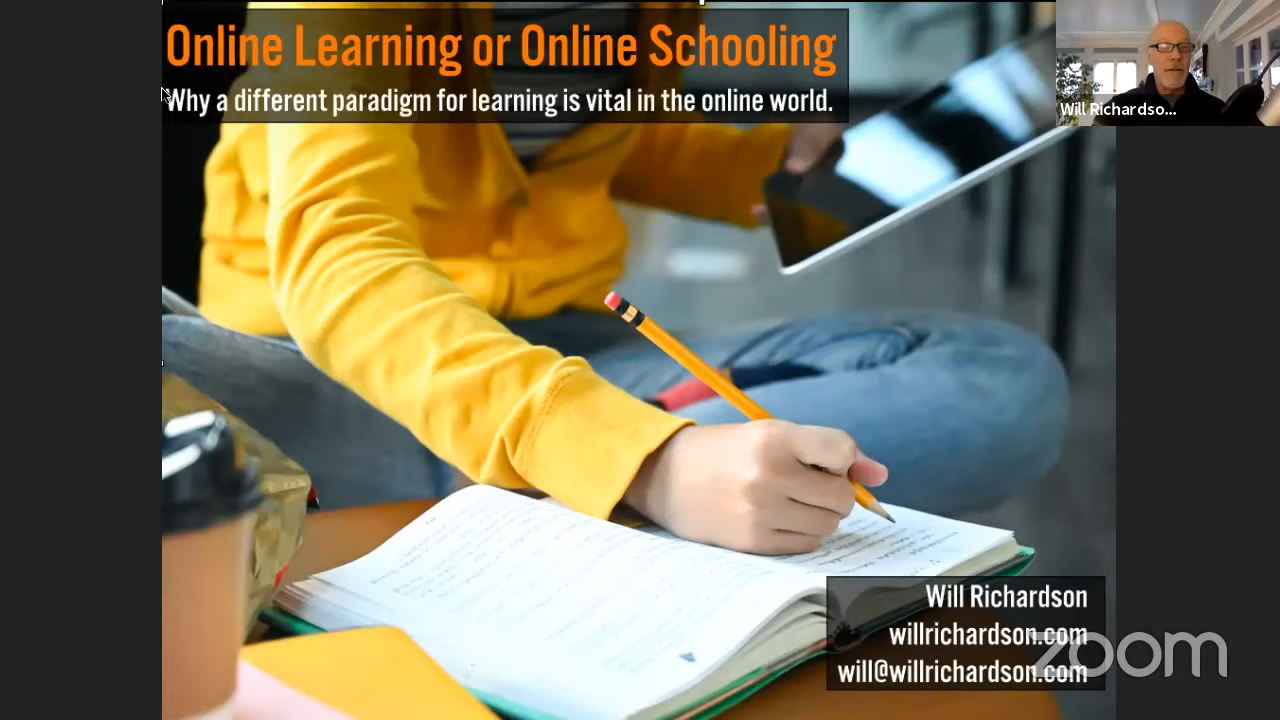 Online Learning or Online Schooling
Why a different paradigm for learning is vital in the online world.
Will Richardso...
Will Richardson
willrichardson.com
will@willrichardson.com
zoom